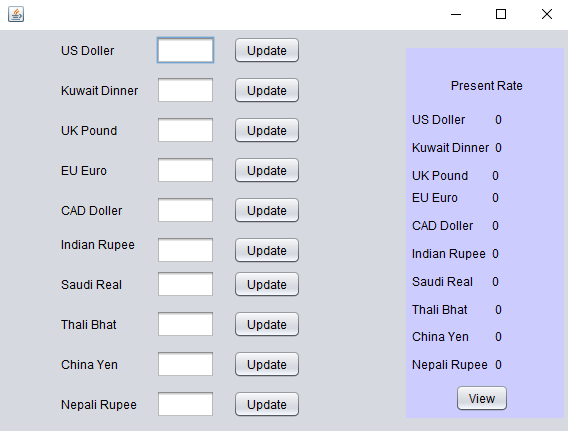 US Doller Update
Kuwait Dinner Update
UK Pound Update
EU Euro Update
CAD Doller Update
Indian Rupee Update
Saudi Real Update
Thali Bhat Update
China Yen Update
Nepali Rupee Update
Present Rate
US Doller 0
Kuwait Dinner 0
UK Pound 0
EU Euro 0
CAD Doller 0
Indian Rupee 0
Saudi Real 0
Thali Bhat 0
China Yen 0
Nepali Rupee 0
View